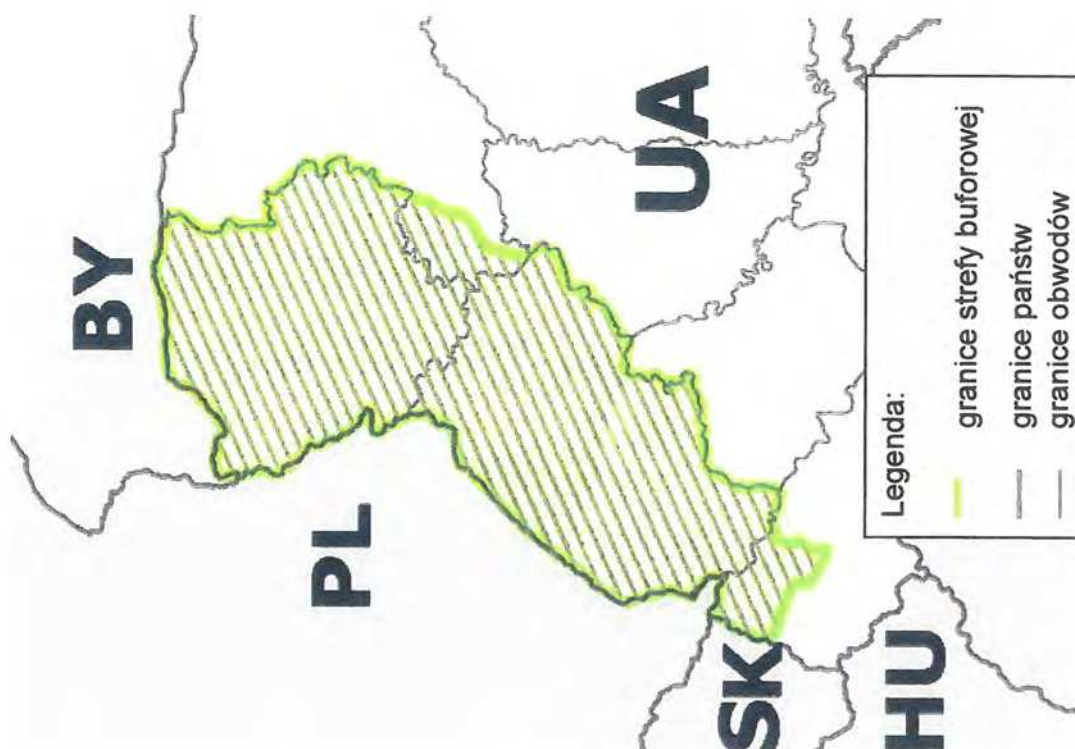 BY
PL
UA
SK
HU
Legenda:
granice strefy buforowej
granice państw
granice obwodów